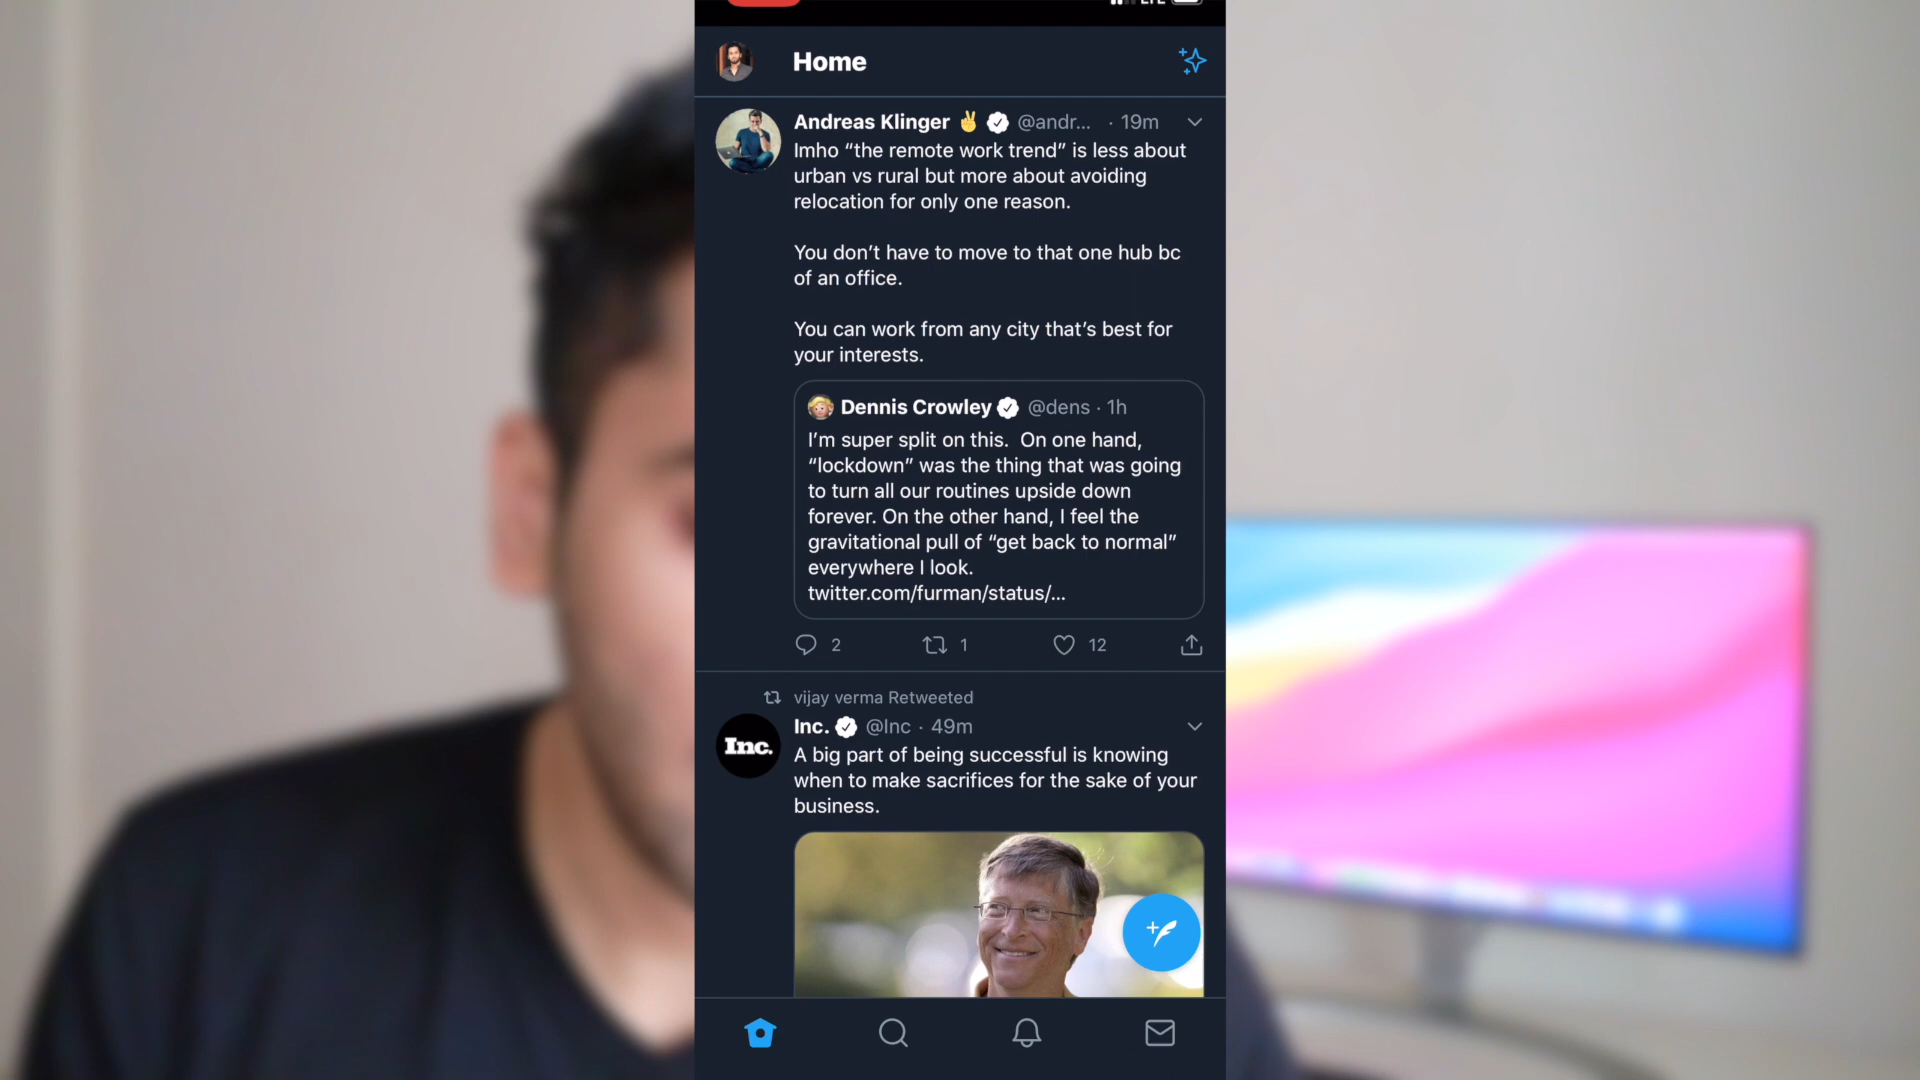 Home
Andreas Klinger ✌️ @andr... · 19m
Imho “the remote work trend” is less about
urban vs rural but more about avoiding
relocation for only one reason.
You don’t have to move to that one hub bc
of an office.
You can work from any city that’s best for
your interests.
Dennis Crowley @dens · 1h
I’m super split on this.  On one hand,
“lockdown” was the thing that was going
to turn all our routines upside down
forever. On the other hand, I feel the
gravitational pull of “get back to normal”
everywhere I look.
twitter.com/furman/status/...
2 1 12
vijay verma Retweeted
Inc. @Inc · 49m
Inc.
A big part of being successful is knowing
when to make sacrifices for the sake of your
business.